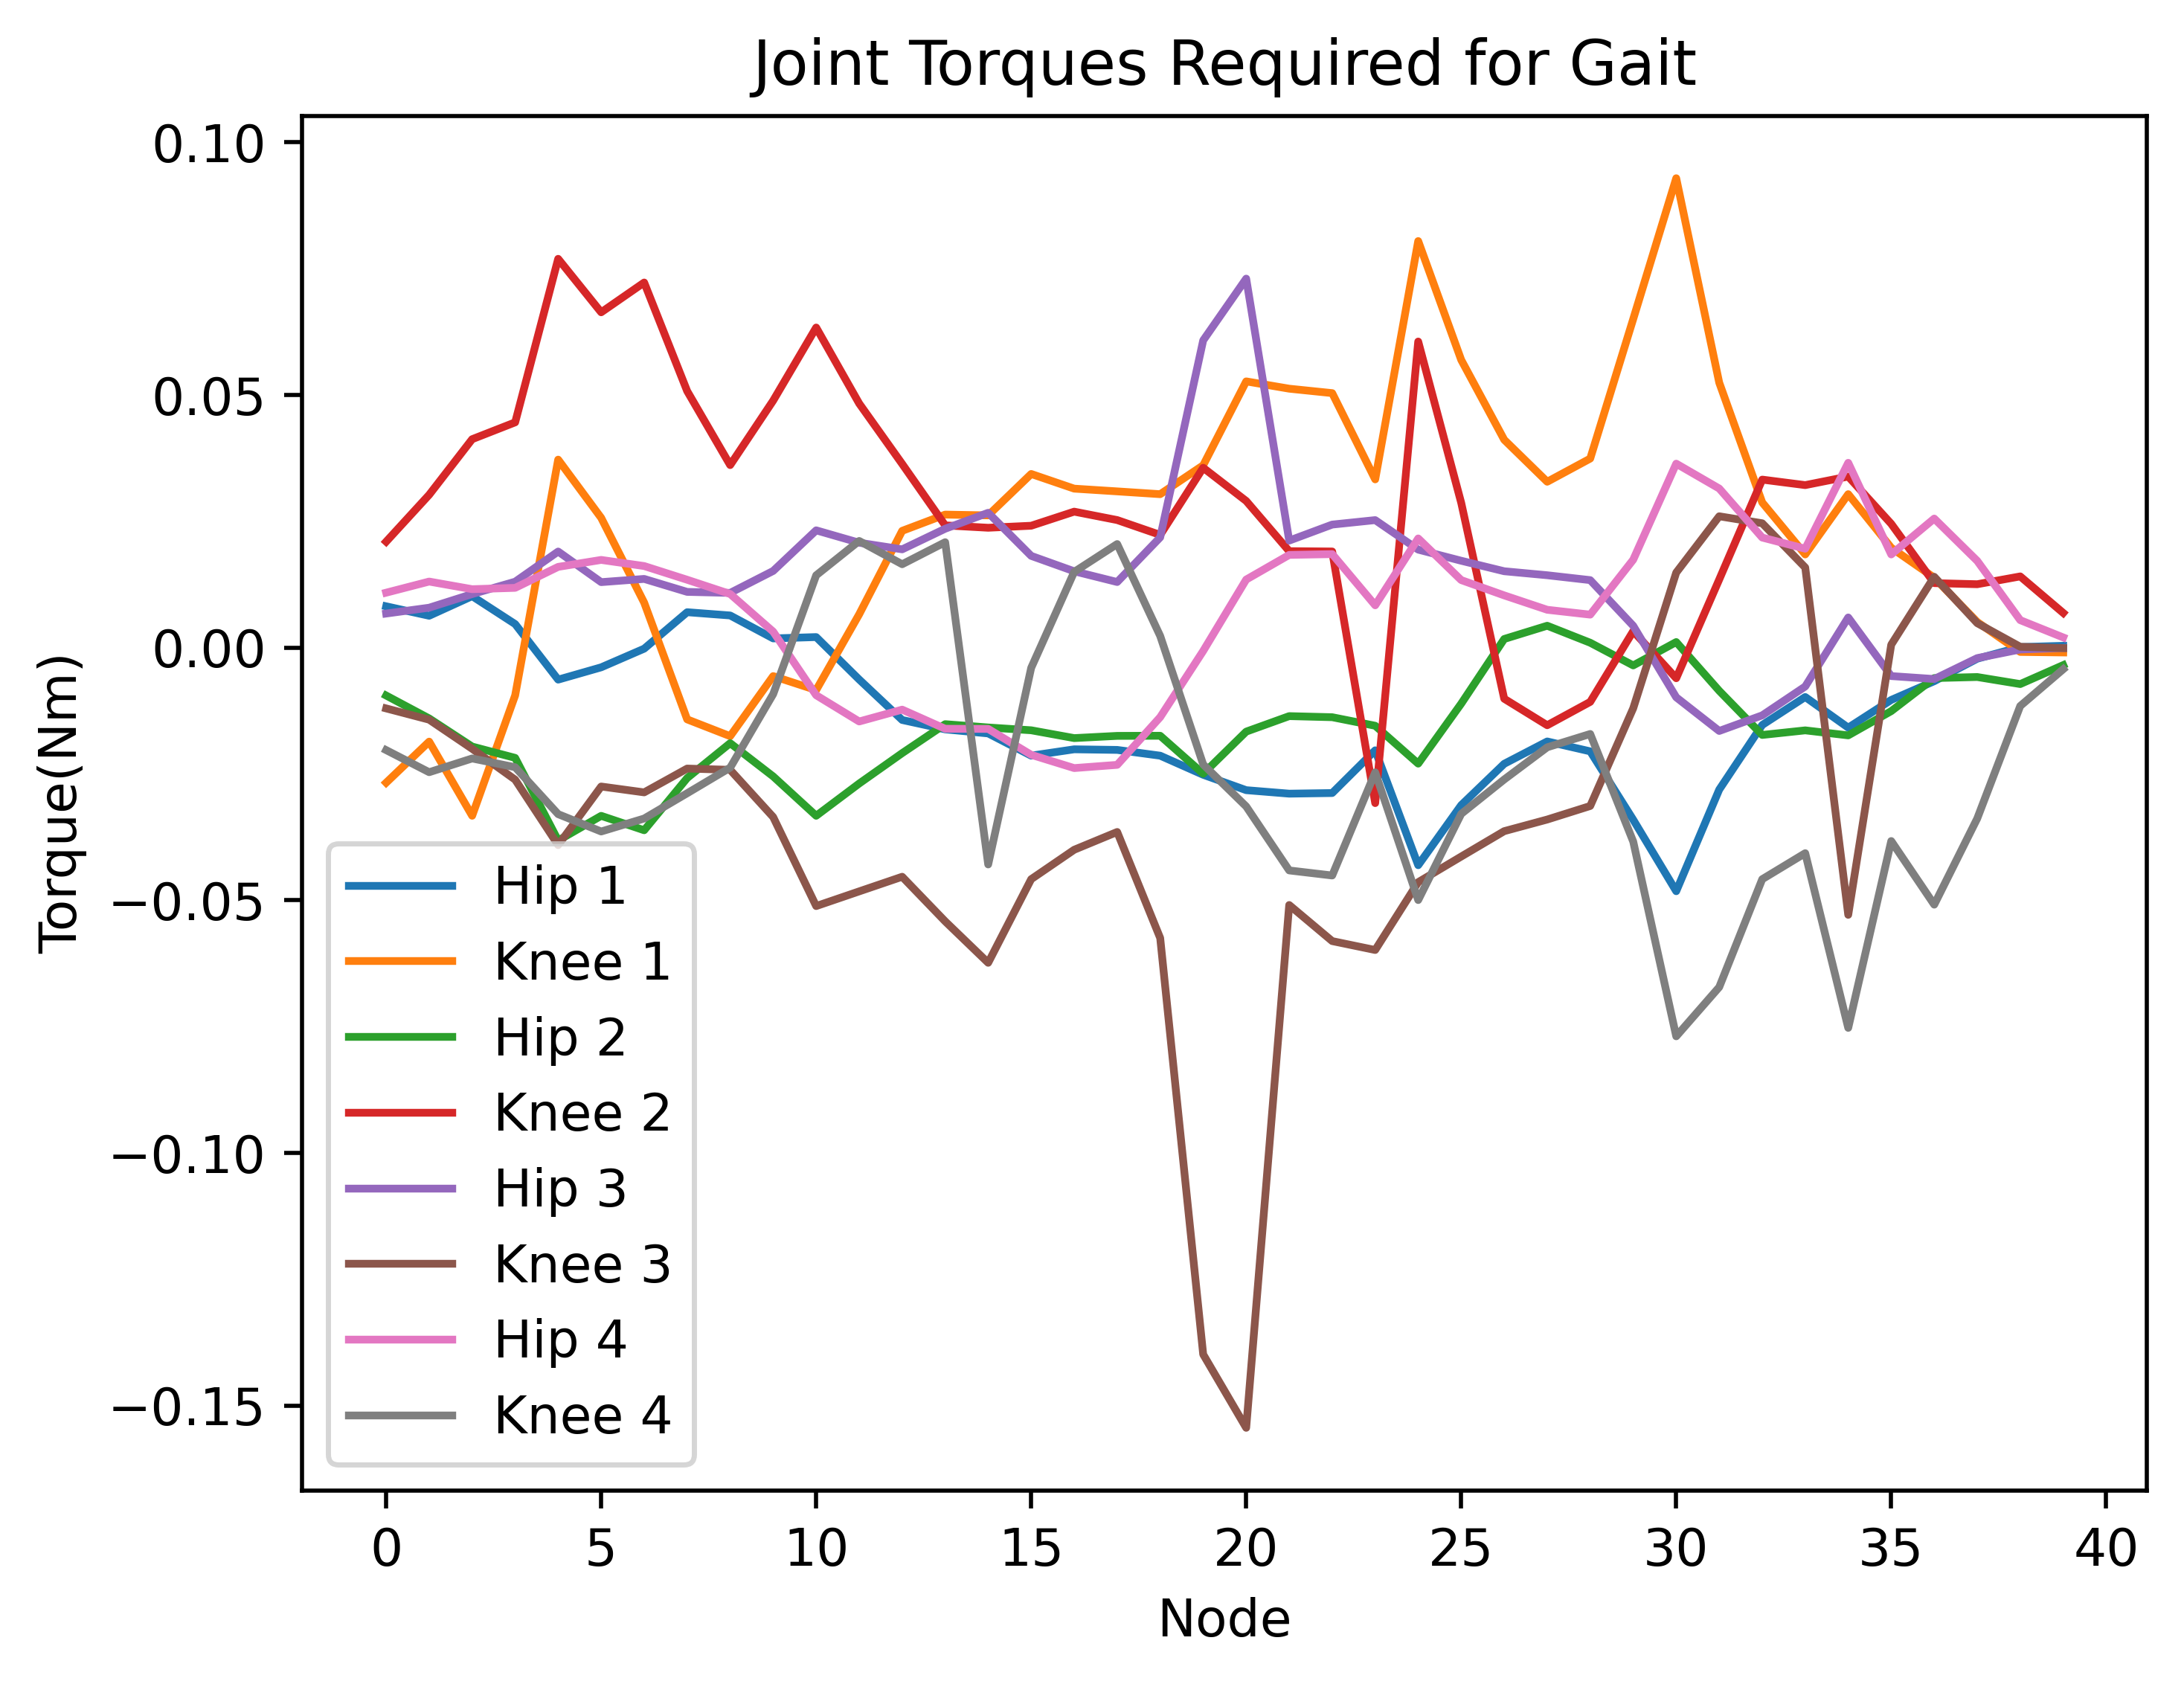 Joint Torques Required for Gait
Torque(Nm)
0.10
0.05
0.00
−0.05
−0.10
−0.15
Hip 1
Knee 1
Hip 2
Knee 2
Hip 3
Knee 3
Hip 4
Knee 4
0 5 10 15 20 25 30 35 40
Node